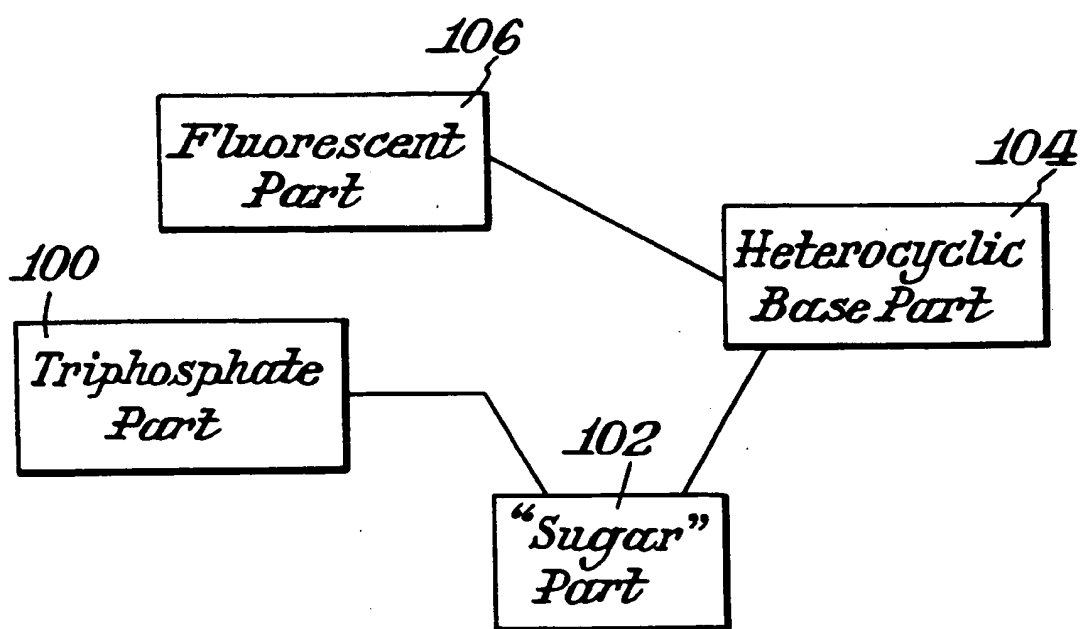 106
Fluorescent
Part
104
Heterocyclic
Base Part
100
Triphosphate
Part
102
“Sugar”
Part